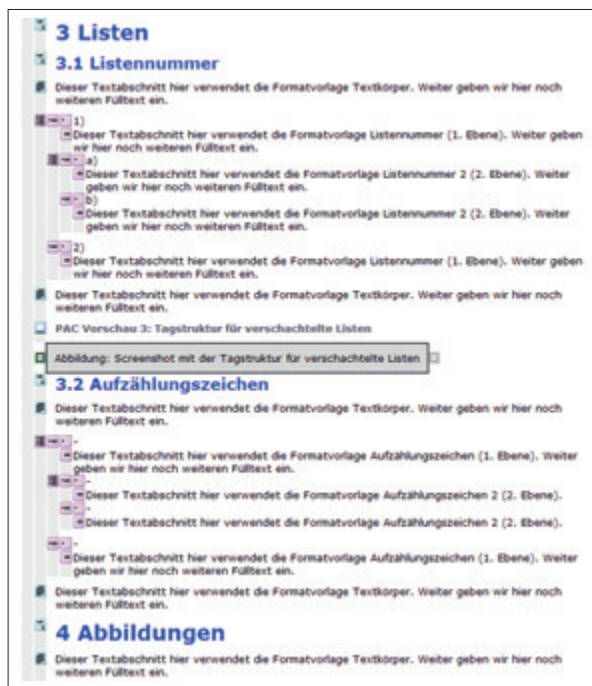 3 Listen
3.1 Listennummer
Dieser Textabschnitt hier verwendet die Formatvorlage Textkörper. Weiter geben wir hier noch
weiteren Fülltext ein.
1)
Dieser Textabschnitt hier verwendet die Formatvorlage Listennummer (1. Ebene). Weiter geben
wir hier noch weiteren Fülltext ein.
a)
Dieser Textabschnitt hier verwendet die Formatvorlage Listennummer 2 (2. Ebene). Weiter
geben wir hier noch weiteren Fülltext ein.
b)
Dieser Textabschnitt hier verwendet die Formatvorlage Listennummer 2 (2. Ebene). Weiter
geben wir hier noch weiteren Fülltext ein.
2)
Dieser Textabschnitt hier verwendet die Formatvorlage Listennummer (1. Ebene). Weiter geben
wir hier noch weiteren Fülltext ein.
Dieser Textabschnitt hier verwendet die Formatvorlage Textkörper. Weiter geben wir hier noch
weiteren Fülltext ein.
PAC Vorschau 3: Tagstruktur für verschachtelte Listen
Abbildung: Screenshot mit der Tagstruktur für verschachtelte Listen
3.2 Aufzählungszeichen
Dieser Textabschnitt hier verwendet die Formatvorlage Textkörper. Weiter geben wir hier noch
weiteren Fülltext ein.
-
Dieser Textabschnitt hier verwendet die Formatvorlage Aufzählungszeichen (1. Ebene). Weiter
geben wir hier noch weiteren Fülltext ein.
-
Dieser Textabschnitt hier verwendet die Formatvorlage Aufzählungszeichen 2 (2. Ebene).
-
Dieser Textabschnitt hier verwendet die Formatvorlage Aufzählungszeichen 2 (2. Ebene).
-
Dieser Textabschnitt hier verwendet die Formatvorlage Aufzählungszeichen (1. Ebene). Weiter
geben wir hier noch weiteren Fülltext ein.
Dieser Textabschnitt hier verwendet die Formatvorlage Textkörper. Weiter geben wir hier noch
weiteren Fülltext ein.
4 Abbildungen
Dieser Textabschnitt hier verwendet die Formatvorlage Textkörper. Weiter geben wir hier noch
weiteren Fülltext ein.